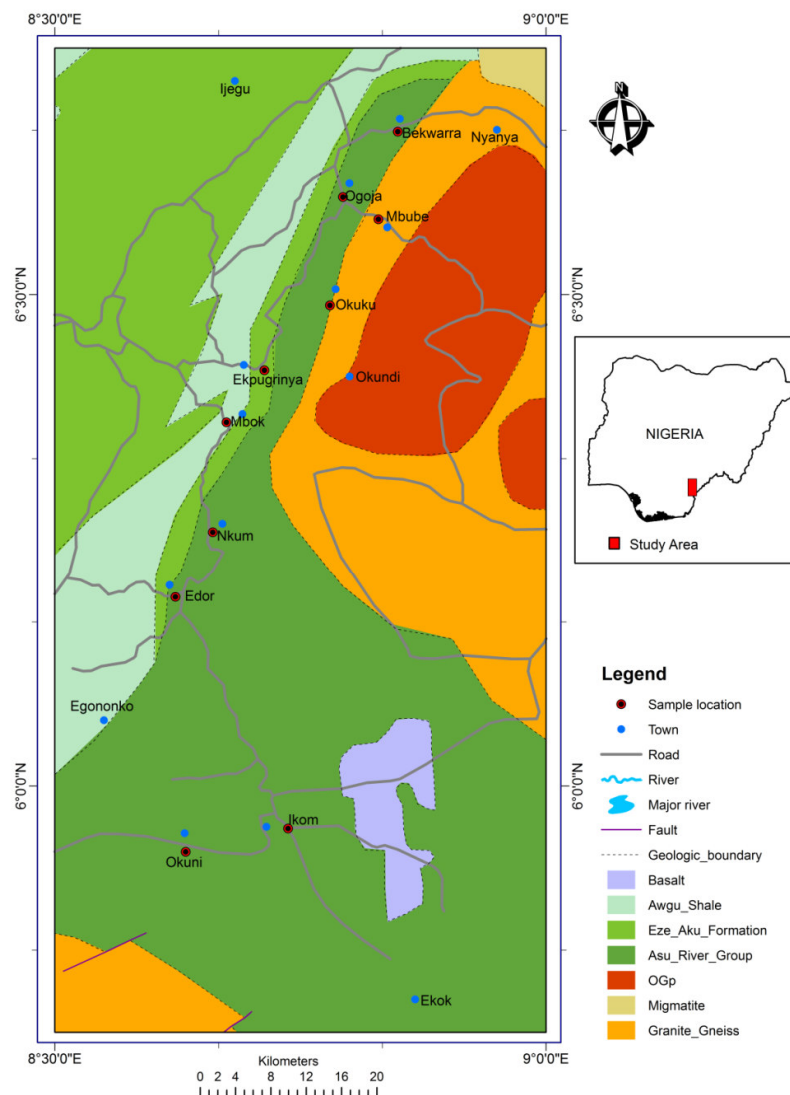 8°30'0"E
9°0'0"E
Ijegu
N
Bekwarra
Nyanya
Ogoja
Mbube
6°30'0"N
6°30'0"N
Okuku
Ekpugrinya
Okundi
Mbok
NIGERIA
Nkum
Study Area
Edor
Legend
Egononko
Sample location
Town
Road
6°0'0"N
6°0'0"N
River
Major river
Ikom
Fault
Okuni
Geologic_boundary
Basalt
Awgu_Shale
Eze_Aku_Formation
Asu_River_Group
OGp
Ekok
Migmatite
Granite_Gneiss
8°30'0"E
9°0'0"E
Kilometers
0 2 4 8 12 16 20